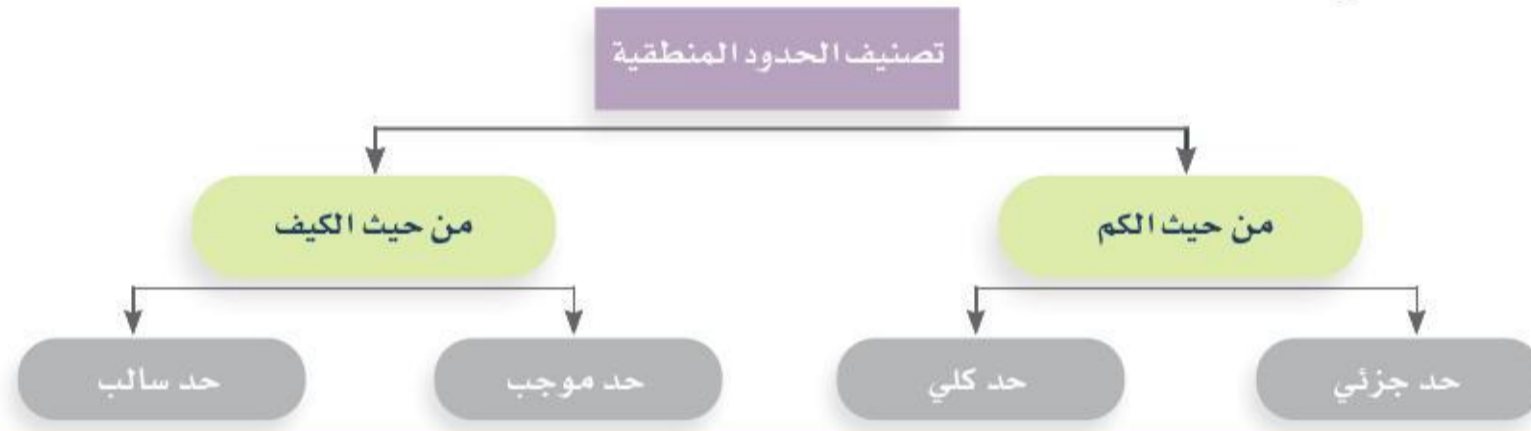 تصنيف الحدود المنطقية
من حيث الكم
من حيث الكيف
حد جزئي
حد كلي
حد موجب
حد سالب